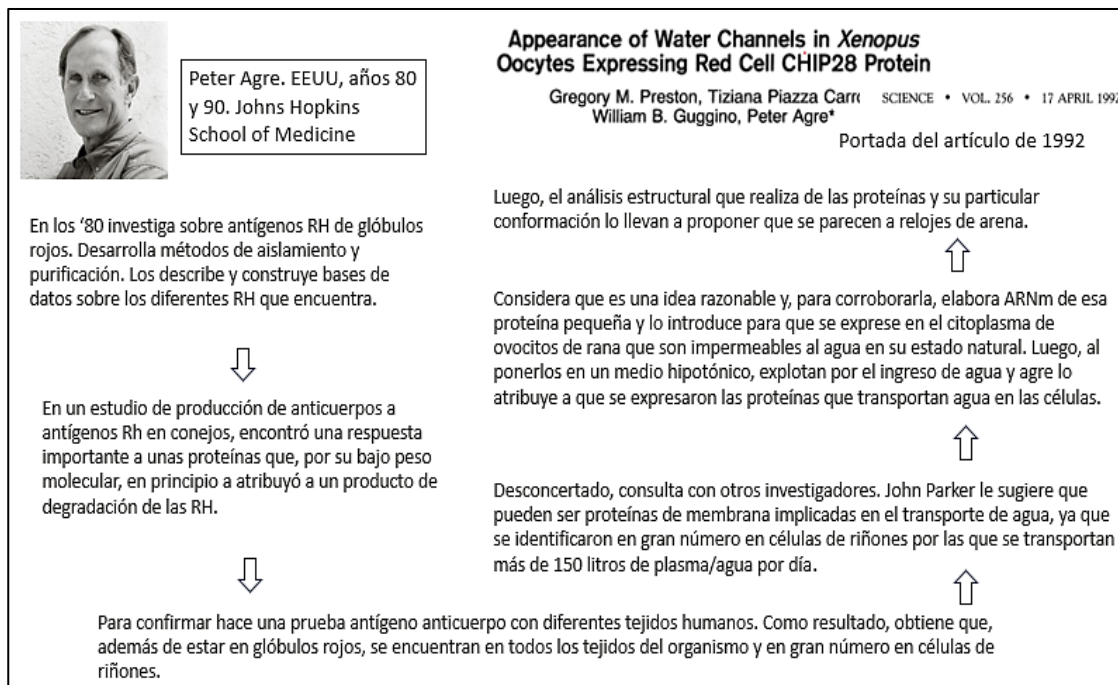 Peter Agre. EEUU, años 80
y 90. Johns Hopkins
School of Medicine
Appearance of Water Channels in Xenopus
Oocytes Expressing Red Cell CHIP28 Protein
Gregory M. Preston, Tiziana Piazza Carr
William B. Guggino, Peter Agre*
SCIENCE • VOL. 256 • 17 APRIL 1992
Portada del artículo de 1992
En los ‘80 investiga sobre antígenos RH de glóbulos
rojos. Desarrolla métodos de aislamiento y
purificación. Los describe y construye bases de
datos sobre los diferentes RH que encuentra.
En un estudio de producción de anticuerpos a
antígenos Rh en conejos, encontró una respuesta
importante a unas proteínas que, por su bajo peso
molecular, en principio a atribuyó a un producto de
degradación de las RH.
Para confirmar hace una prueba antígeno anticuerpo con diferentes tejidos humanos. Como resultado, obtiene que,
además de estar en glóbulos rojos, se encuentran en todos los tejidos del organismo y en gran número en células de
riñones.
Desconcertado, consulta con otros investigadores. John Parker le sugiere que
pueden ser proteínas de membrana implicadas en el transporte de agua, ya que
se identificaron en gran número en células de riñones por las que se transportan
más de 150 litros de plasma/agua por día.
Considera que es una idea razonable y, para corroborarla, elabora ARNm de esa
proteína pequeña y lo introduce para que se exprese en el citoplasma de
ovocitos de rana que son impermeables al agua en su estado natural. Luego, al
ponerlos en un medio hipotónico, explotan por el ingreso de agua y agre lo
atribuye a que se expresaron las proteínas que transportan agua en las células.
Luego, el análisis estructural que realiza de las proteínas y su particular
conformación lo llevan a proponer que se parecen a relojes de arena.